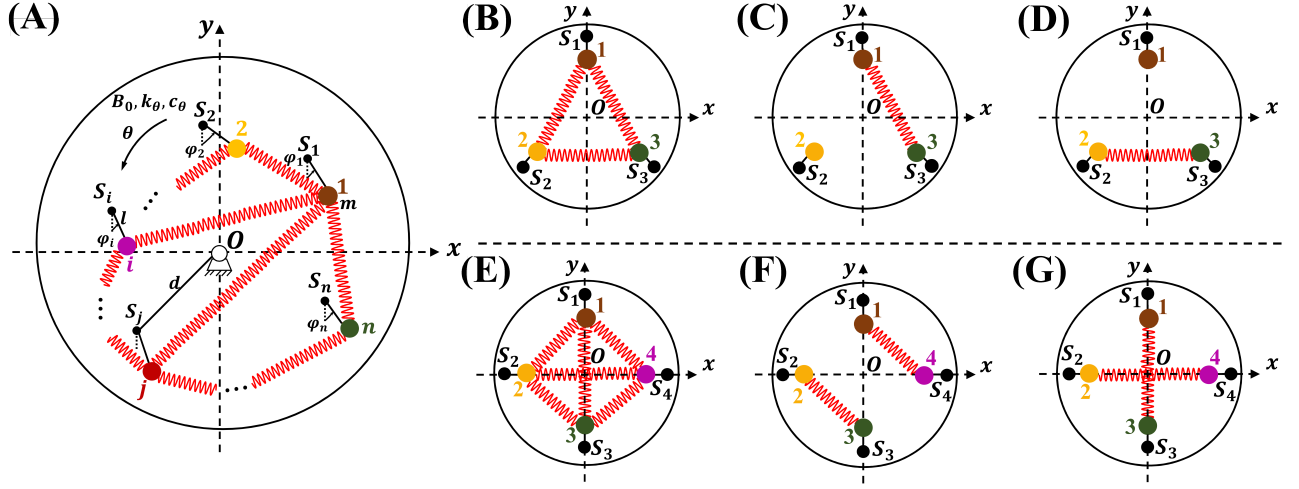 (A)
y
B₀, k_θ, c_θ
θ
S₂
2
φ₂
S₁
φ₁
1
m
Sᵢ
l
φᵢ
i
O
x
d
Sⱼ
j
Sₙ
φₙ
n
(B)
y
S₁
1
O
x
2
3
S₂
S₃
(C)
y
S₁
1
O
x
2
3
S₂
S₃
(D)
y
S₁
1
O
x
2
3
S₂
S₃
(E)
y
S₁
1
S₂
O
4
x
2
S₄
3
S₃
(F)
y
S₁
1
S₂
O
4
x
2
S₄
3
S₃
(G)
y
S₁
1
S₂
O
4
x
2
S₄
3
S₃